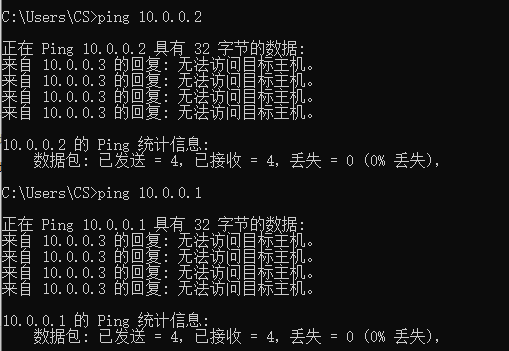 C:\Users\CS>ping 10.0.0.2
正在 Ping 10.0.0.2 具有 32 字节的数据:
来自 10.0.0.3 的回复: 无法访问目标主机。
来自 10.0.0.3 的回复: 无法访问目标主机。
来自 10.0.0.3 的回复: 无法访问目标主机。
来自 10.0.0.3 的回复: 无法访问目标主机。
10.0.0.2 的 Ping 统计信息:
数据包: 已发送 = 4, 已接收 = 4, 丢失 = 0 (0% 丢失),
C:\Users\CS>ping 10.0.0.1
正在 Ping 10.0.0.1 具有 32 字节的数据:
来自 10.0.0.3 的回复: 无法访问目标主机。
来自 10.0.0.3 的回复: 无法访问目标主机。
来自 10.0.0.3 的回复: 无法访问目标主机。
来自 10.0.0.3 的回复: 无法访问目标主机。
10.0.0.1 的 Ping 统计信息:
数据包: 已发送 = 4, 已接收 = 4, 丢失 = 0 (0% 丢失),